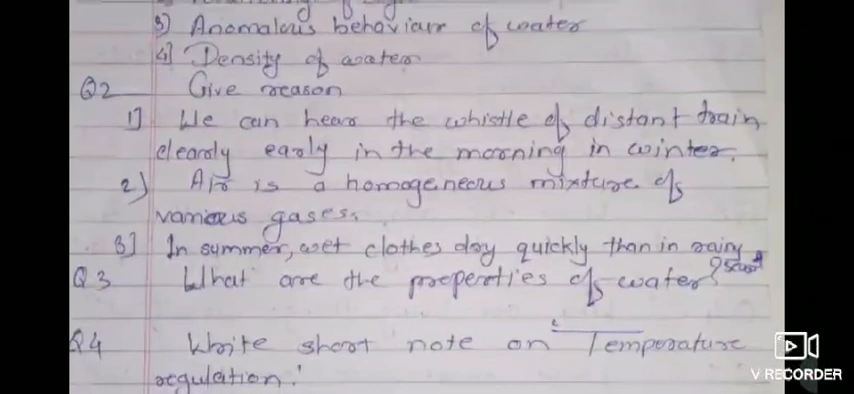 3) Anomalous behaviour of water
4] Density of water
Q2 Give reason
1] We can hear the whistle of distant train
clearly early in the morning in winter.
2) Air is a homogeneous mixture of
various gases.
3] In summer, wet clothes dry quickly than in rainy
Q3 What are the properties of water?
Q4 Write short note on Temperature
regulation.
V RECORDER